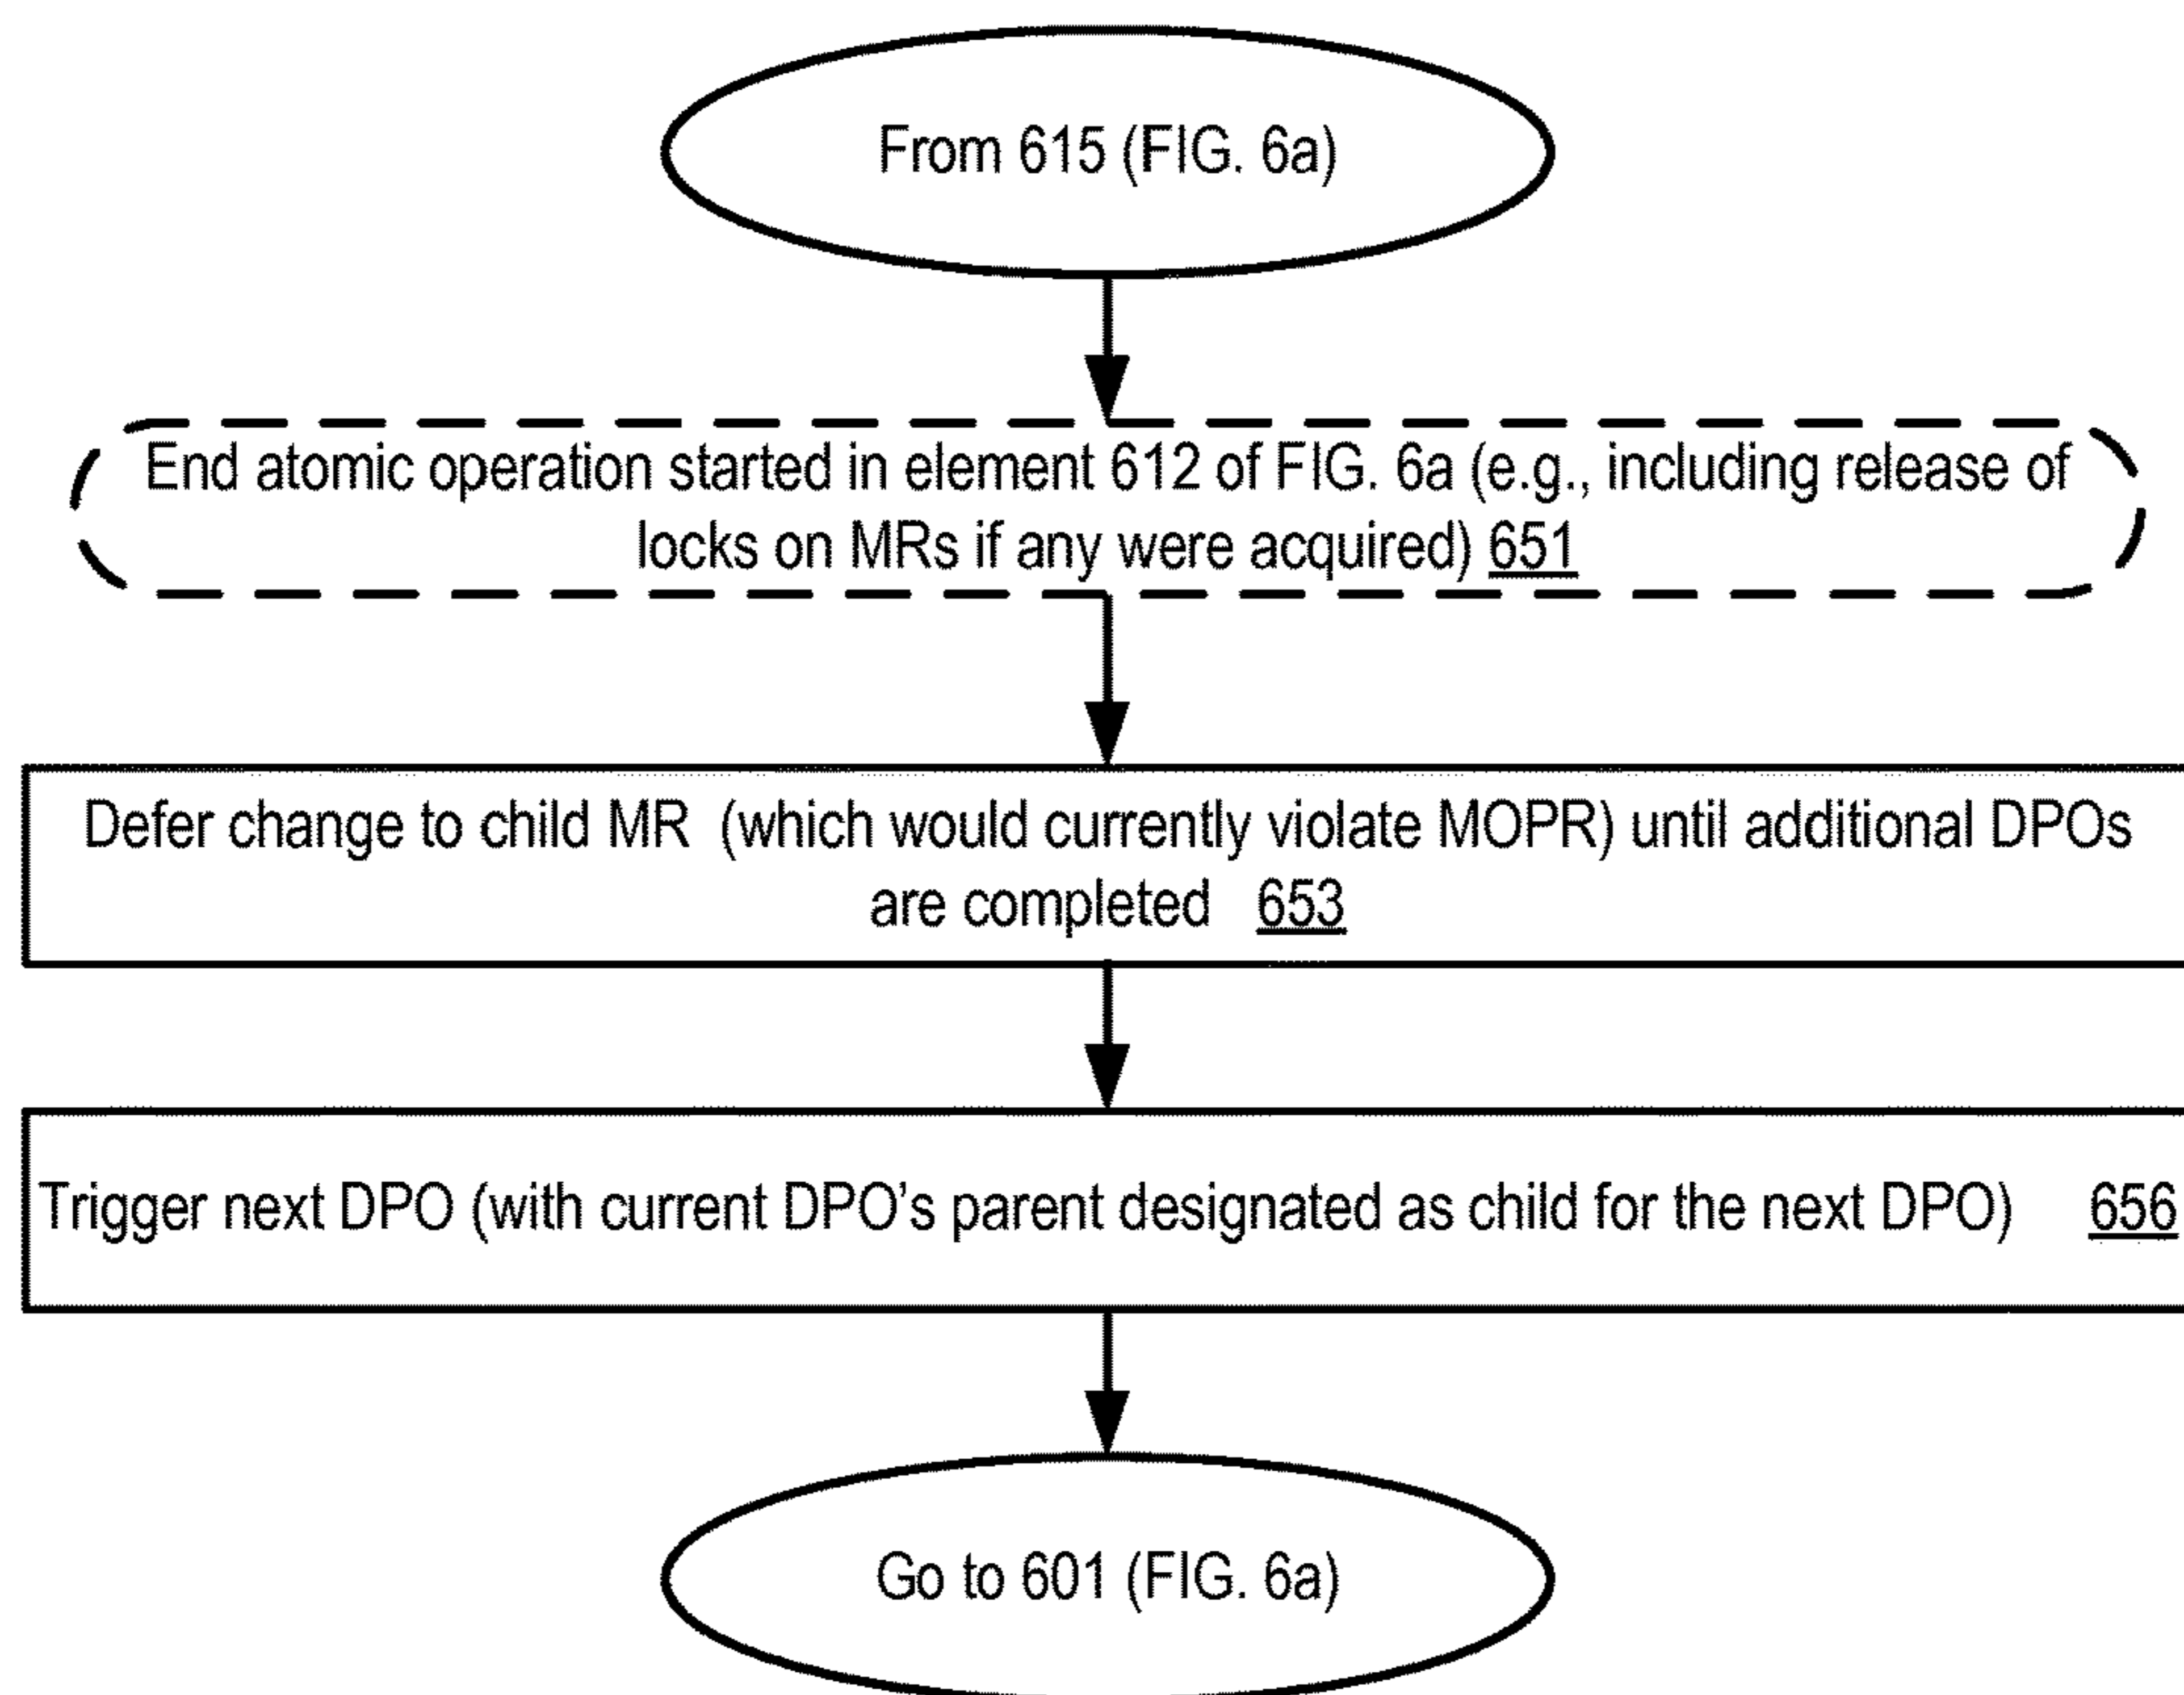 From 615 (FIG. 6a)
End atomic operation started in element 612 of FIG. 6a (e.g., including release of
locks on MRs if any were acquired) 651
Defer change to child MR (which would currently violate MOPR) until additional DPOs
are completed 653
Trigger next DPO (with current DPO's parent designated as child for the next DPO) 656
Go to 601 (FIG. 6a)